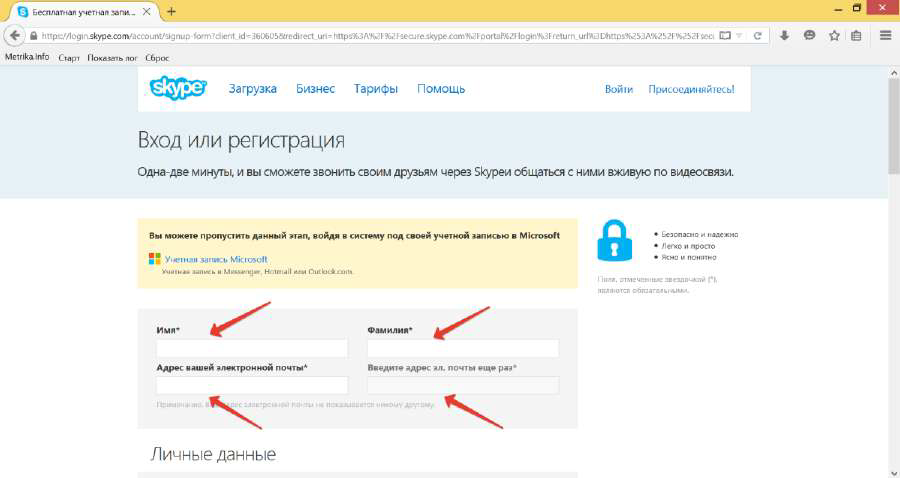 Бесплатная учетная запи...
https://login.skype.com/account/signup-form?client_id=360605&redirect_uri=https%3A%2F%2Fsecure.skype.com%2Fportal%2Flogin%3Freturn_url%3Dhttps%253A%252F%252Fsec
Metrika.Info Старт Показать лог Сброс
skype Загрузка Бизнес Тарифы Помощь Войти Присоединяйтесь!
Вход или регистрация
Одна-две минуты, и вы сможете звонить своим друзьям через Skypeи общаться с ними вживую по видеосвязи.
Вы можете пропустить данный этап, войдя в систему под своей учетной записью в Microsoft
Учетная запись Microsoft
Учетная запись в Messenger, Hotmail или Outlook.com.
Безопасно и надежно
Легко и просто
Ясно и понятно
Поля, отмеченные звездочкой (*),
являются обязательными.
Имя* Фамилия*
Адрес вашей электронной почты* Введите адрес эл. почты еще раз*
Примечание. адрес электронной почты не показывается никому другому.
Личные данные